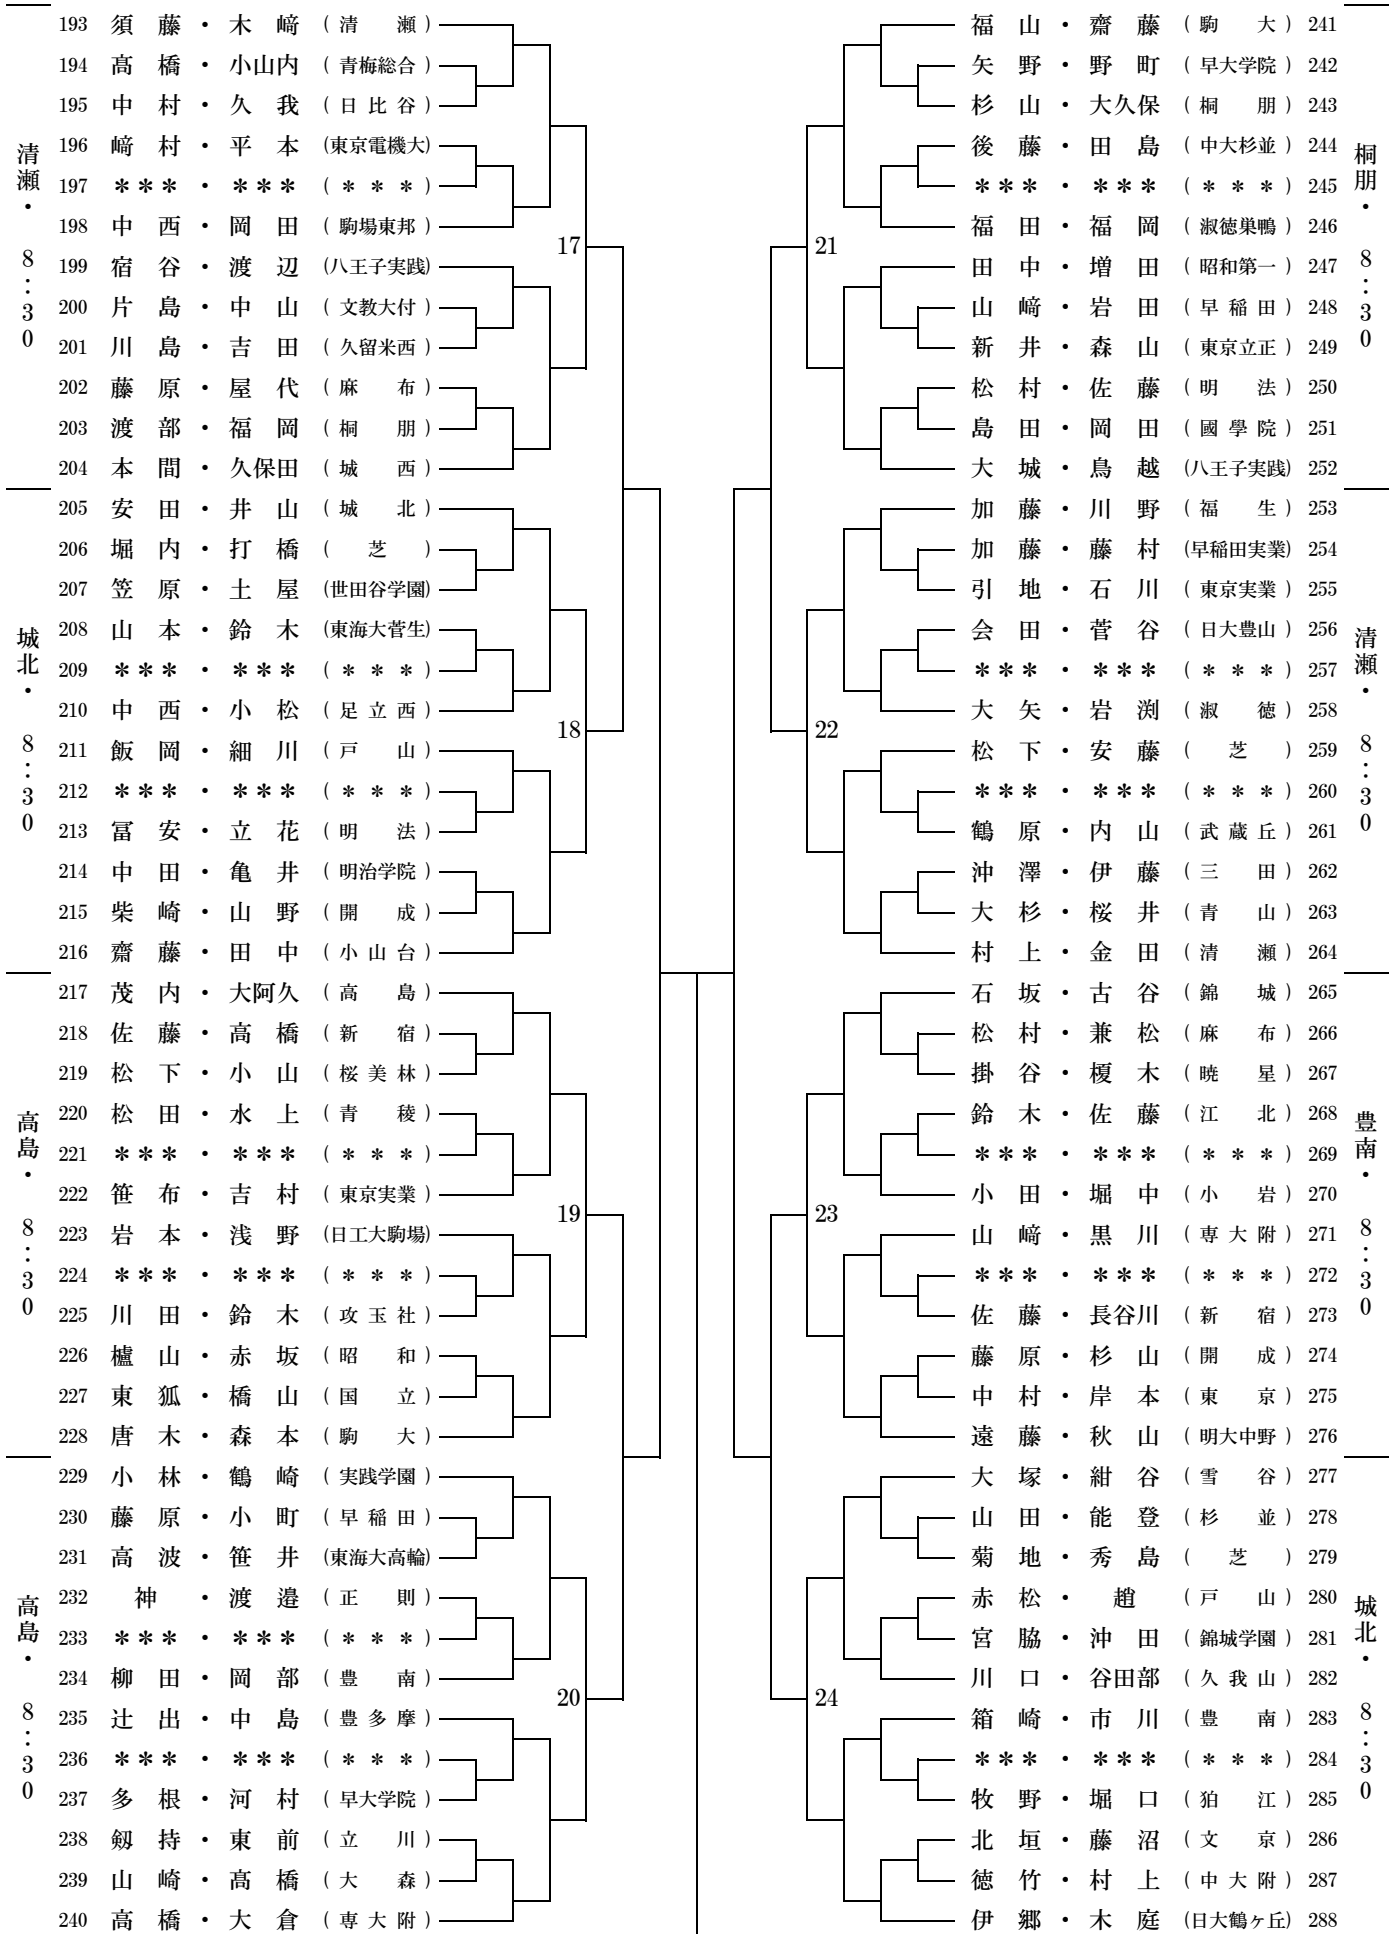 清瀬・ 8：30
193 須藤・木﨑 (清瀬)
194 髙橋・小山内 (青梅総合)
195 中村・久我 (日比谷)
196 﨑村・平本 (東京電機大)
197 ＊＊＊・＊＊＊ (＊＊＊)
198 中西・岡田 (駒場東邦)
199 宿谷・渡辺 (八王子実践)
200 片島・中山 (文教大付)
201 川島・吉田 (久留米西)
202 藤原・屋代 (麻布)
203 渡部・福岡 (桐朋)
204 本間・久保田 (城西)
17
城北・ 8：30
205 安田・井山 (城北)
206 堀内・打橋 (芝)
207 笠原・土屋 (世田谷学園)
208 山本・鈴木 (東海大菅生)
209 ＊＊＊・＊＊＊ (＊＊＊)
210 中西・小松 (足立西)
211 飯岡・細川 (戸山)
212 ＊＊＊・＊＊＊ (＊＊＊)
213 冨安・立花 (明法)
214 中田・亀井 (明治学院)
215 柴崎・山野 (開成)
216 齋藤・田中 (小山台)
18
高島・ 8：30
217 茂内・大阿久 (高島)
218 佐藤・高橋 (新宿)
219 松下・小山 (桜美林)
220 松田・水上 (青稜)
221 ＊＊＊・＊＊＊ (＊＊＊)
222 笹布・吉村 (東京実業)
223 岩本・浅野 (日工大駒場)
224 ＊＊＊・＊＊＊ (＊＊＊)
225 川田・鈴木 (攻玉社)
226 櫨山・赤坂 (昭和)
227 東狐・橋山 (国立)
228 唐木・森本 (駒大)
19
高島・ 8：30
229 小林・鶴崎 (実践学園)
230 藤原・小町 (早稲田)
231 高波・笹井 (東海大高輪)
232 神・渡邉 (正則)
233 ＊＊＊・＊＊＊ (＊＊＊)
234 柳田・岡部 (豊南)
235 辻出・中島 (豊多摩)
236 ＊＊＊・＊＊＊ (＊＊＊)
237 多根・河村 (早大学院)
238 剱持・東前 (立川)
239 山崎・髙橋 (大森)
240 高橋・大倉 (専大附)
20
桐朋・ 8：30
福山・齋藤 (駒大) 241
矢野・野町 (早大学院) 242
杉山・大久保 (桐朋) 243
後藤・田島 (中大杉並) 244
＊＊＊・＊＊＊ (＊＊＊) 245
福田・福岡 (淑徳巣鴨) 246
田中・増田 (昭和第一) 247
山﨑・岩田 (早稲田) 248
新井・森山 (東京立正) 249
松村・佐藤 (明法) 250
島田・岡田 (國學院) 251
大城・鳥越 (八王子実践) 252
21
清瀬・ 8：30
加藤・川野 (福生) 253
加藤・藤村 (早稲田実業) 254
引地・石川 (東京実業) 255
会田・菅谷 (日大豊山) 256
＊＊＊・＊＊＊ (＊＊＊) 257
大矢・岩渕 (淑徳) 258
松下・安藤 (芝) 259
＊＊＊・＊＊＊ (＊＊＊) 260
鶴原・内山 (武蔵丘) 261
沖澤・伊藤 (三田) 262
大杉・桜井 (青山) 263
村上・金田 (清瀬) 264
22
豊南・ 8：30
石坂・古谷 (錦城) 265
松村・兼松 (麻布) 266
掛谷・榎木 (暁星) 267
鈴木・佐藤 (江北) 268
＊＊＊・＊＊＊ (＊＊＊) 269
小田・堀中 (小岩) 270
山﨑・黒川 (専大附) 271
＊＊＊・＊＊＊ (＊＊＊) 272
佐藤・長谷川 (新宿) 273
藤原・杉山 (開成) 274
中村・岸本 (東京) 275
遠藤・秋山 (明大中野) 276
23
城北・ 8：30
大塚・紺谷 (雪谷) 277
山田・能登 (杉並) 278
菊地・秀島 (芝) 279
赤松・趙 (戸山) 280
宮脇・沖田 (錦城学園) 281
川口・谷田部 (久我山) 282
箱崎・市川 (豊南) 283
＊＊＊・＊＊＊ (＊＊＊) 284
牧野・堀口 (狛江) 285
北垣・藤沼 (文京) 286
徳竹・村上 (中大附) 287
伊郷・木庭 (日大鶴ヶ丘) 288
24